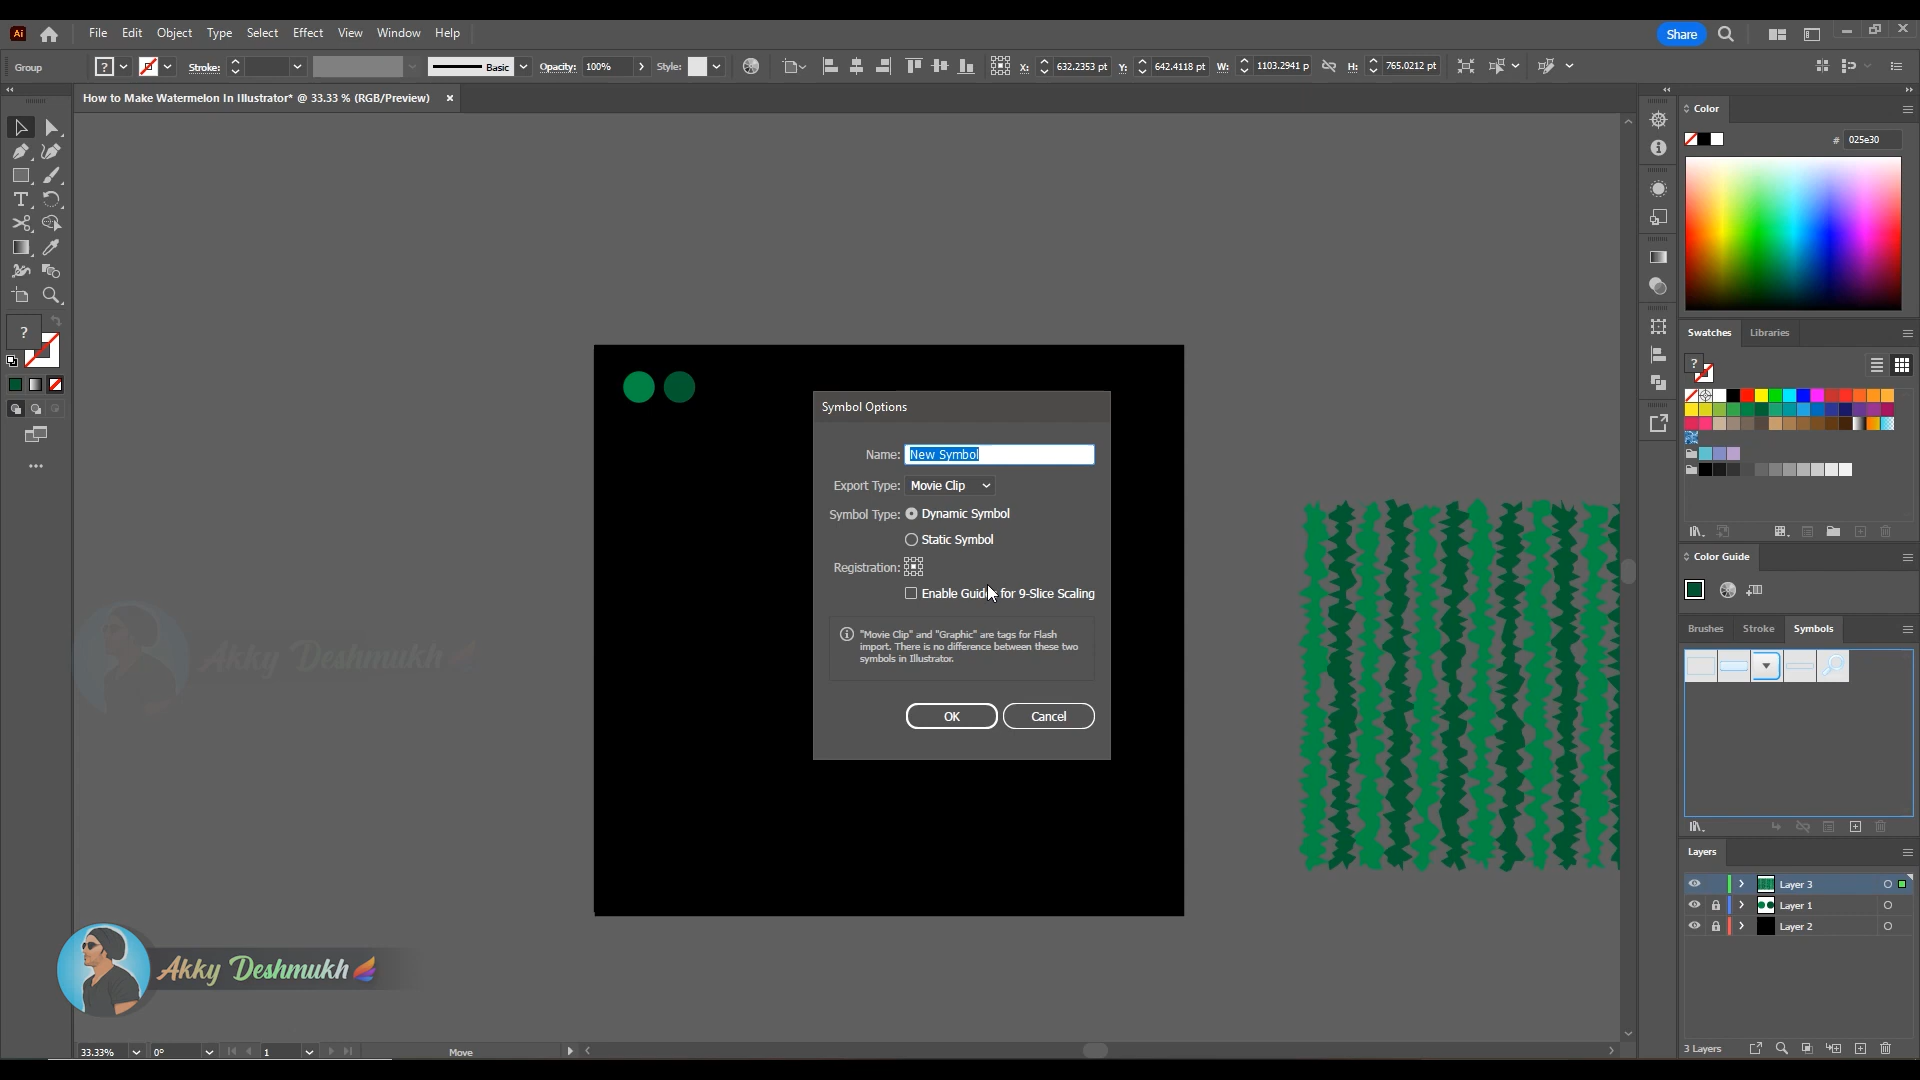 Ai File Edit Object Type Select Effect View Window Help Share
Group ? Stroke: Basic Opacity: 100% Style: X: 632.2353 pt Y: 642.4118 pt W: 1103.2941 p H: 765.0212 pt
How to Make Watermelon In Illustrator* @ 33.33 % (RGB/Preview) ×
Color
# 025e30
Swatches Libraries
?
?
Symbol Options
Name: New Symbol
Export Type: Movie Clip
Symbol Type: Dynamic Symbol
Static Symbol
Registration:
Enable Guide for 9-Slice Scaling
"Movie Clip" and "Graphic" are tags for Flash
import. There is no difference between these two
symbols in Illustrator.
OK Cancel
Color Guide
Brushes Stroke Symbols
Layers
Layer 3
Layer 1
Layer 2
3 Layers
Akky Deshmukh
Akky Deshmukh
33.33% 0° 1 Move